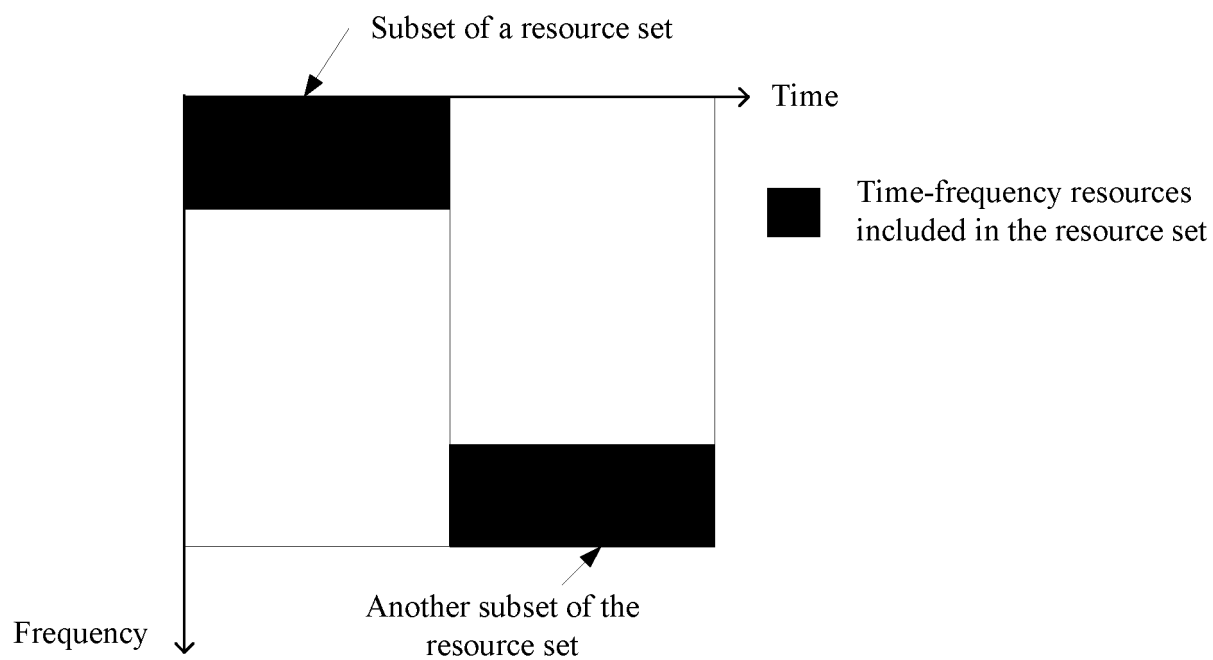 Subset of a resource set
Time
Time-frequency resources
included in the resource set
Another subset of the
resource set
Frequency